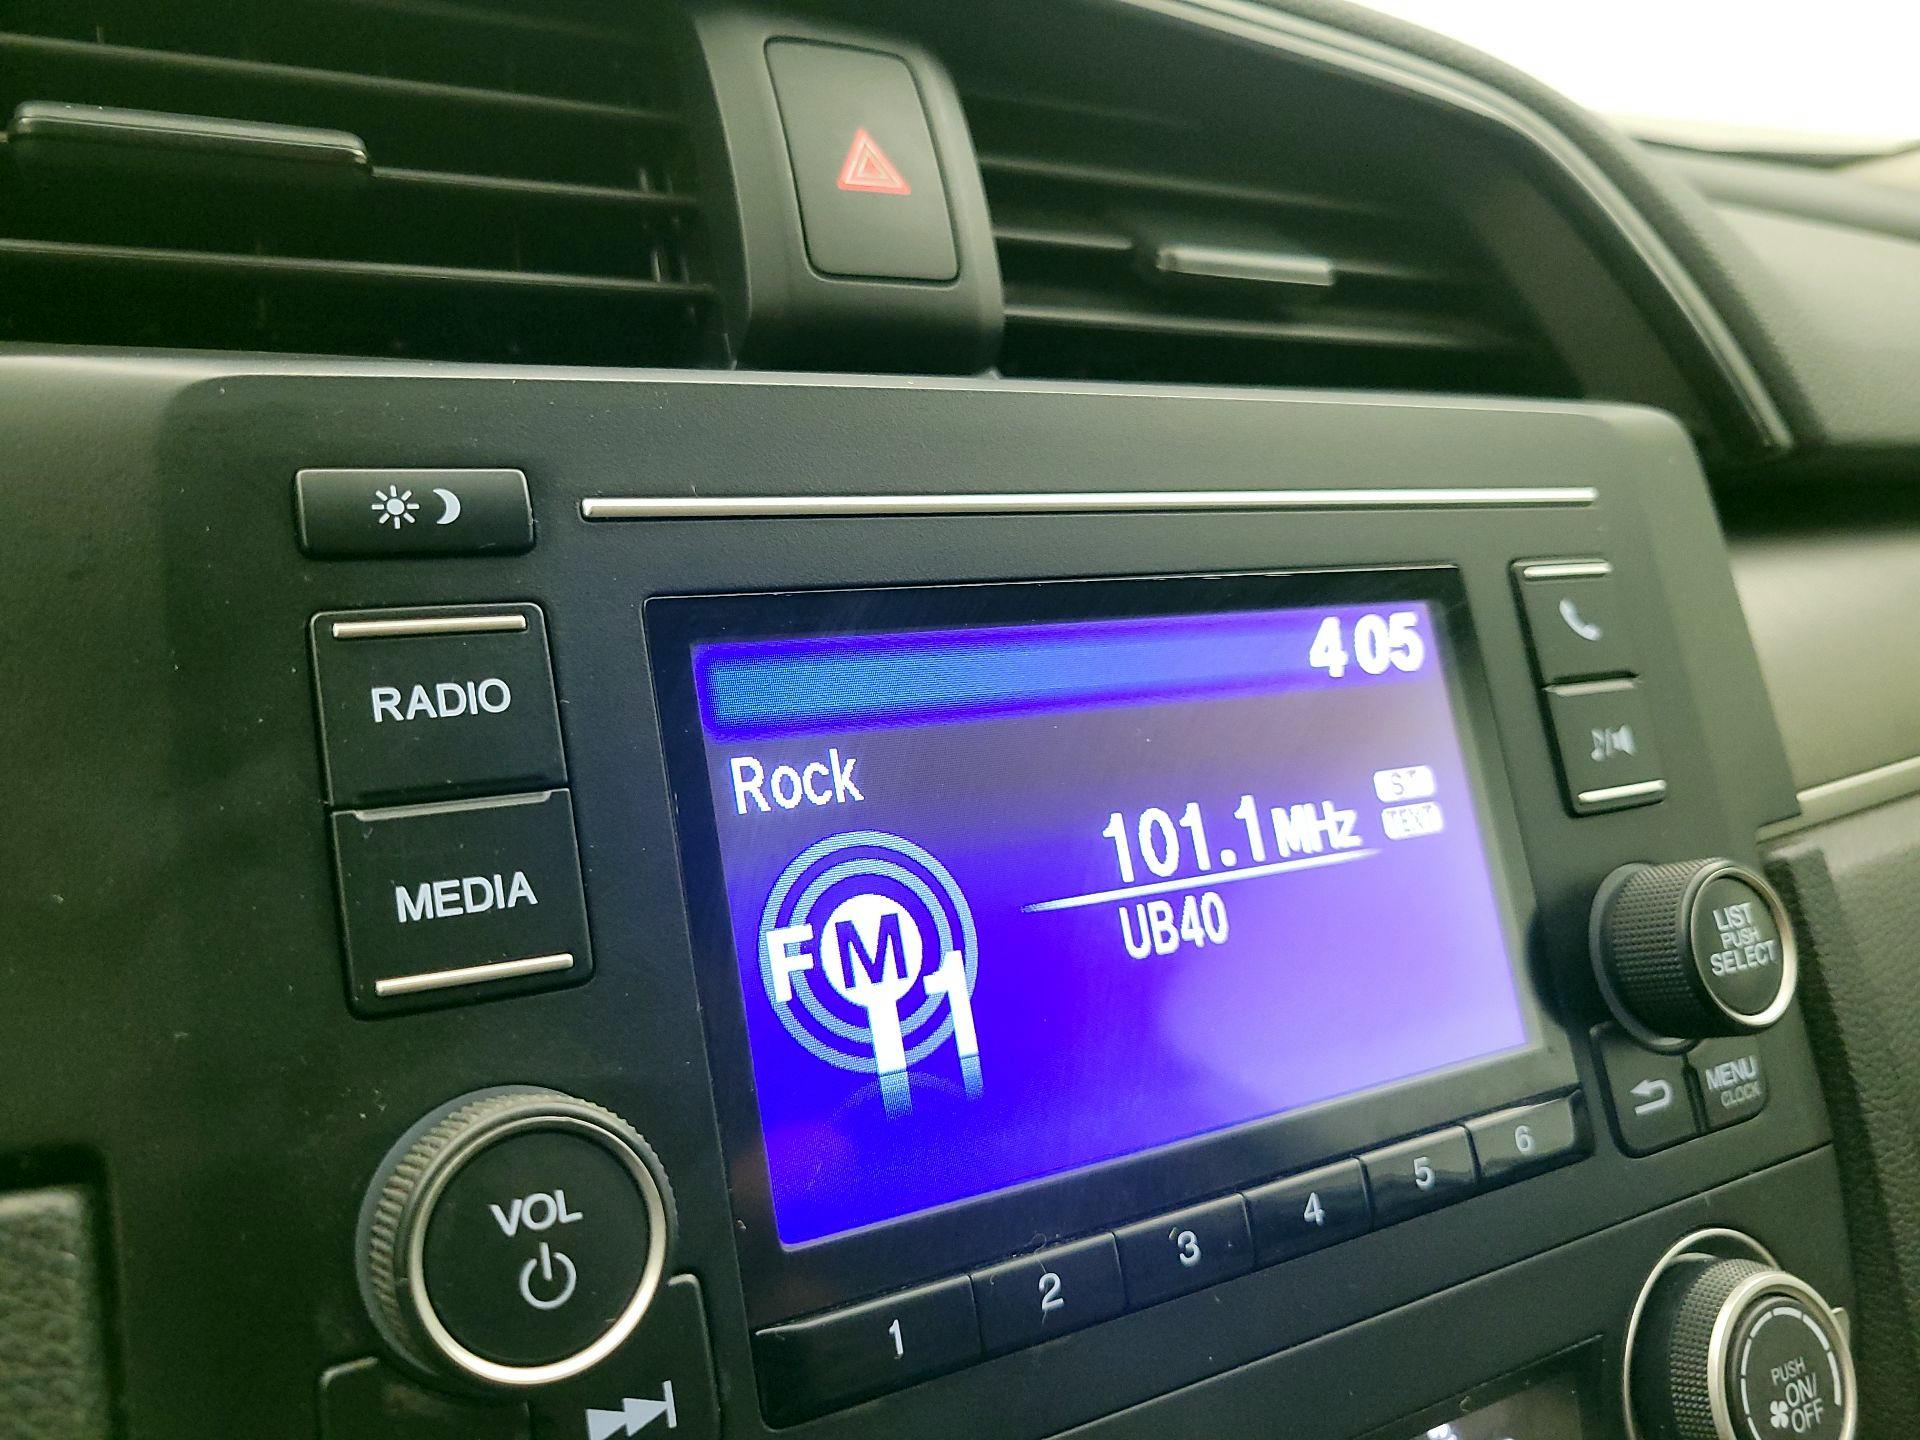 RADIO
MEDIA
VOL
4 05
Rock
101.1MHz
ST
TEXT
UB40
FM1
1
2
3
4
5
6
LIST
PUSH
SELECT
MENU
CLOCK
PUSH
ON/
OFF